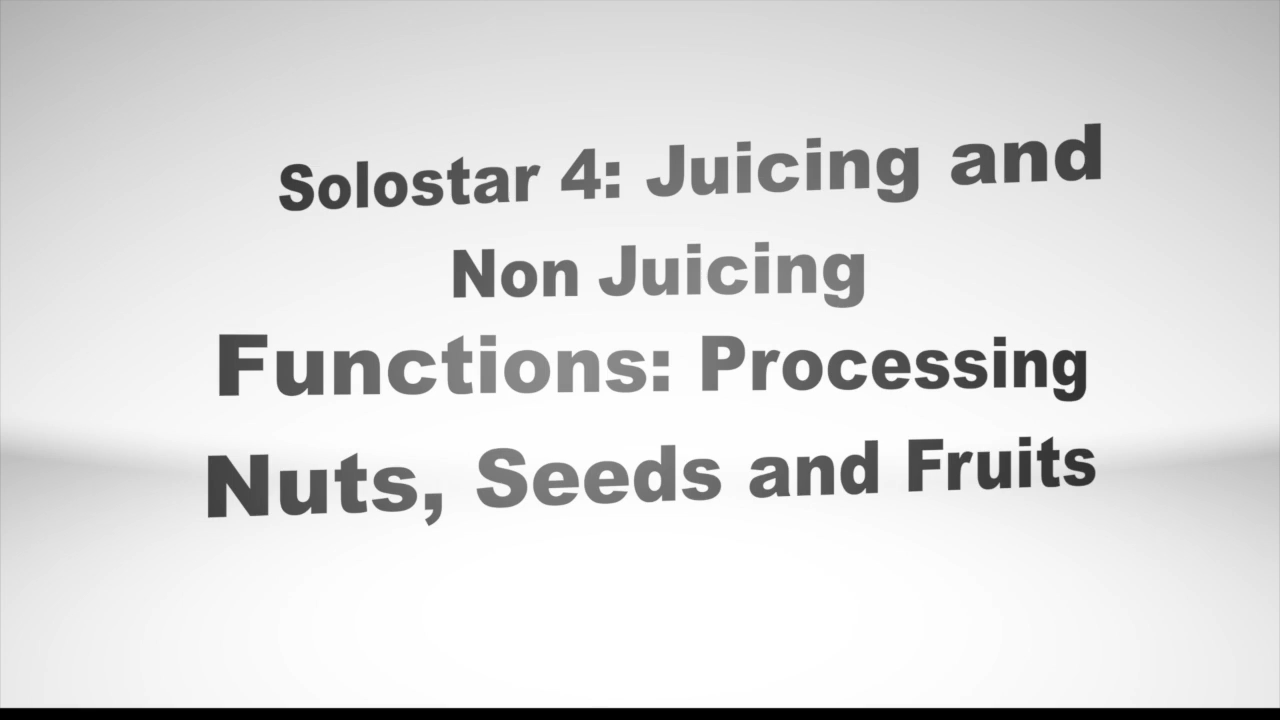 Solostar 4: Juicing and
Non Juicing
Functions: Processing
Nuts, Seeds and Fruits